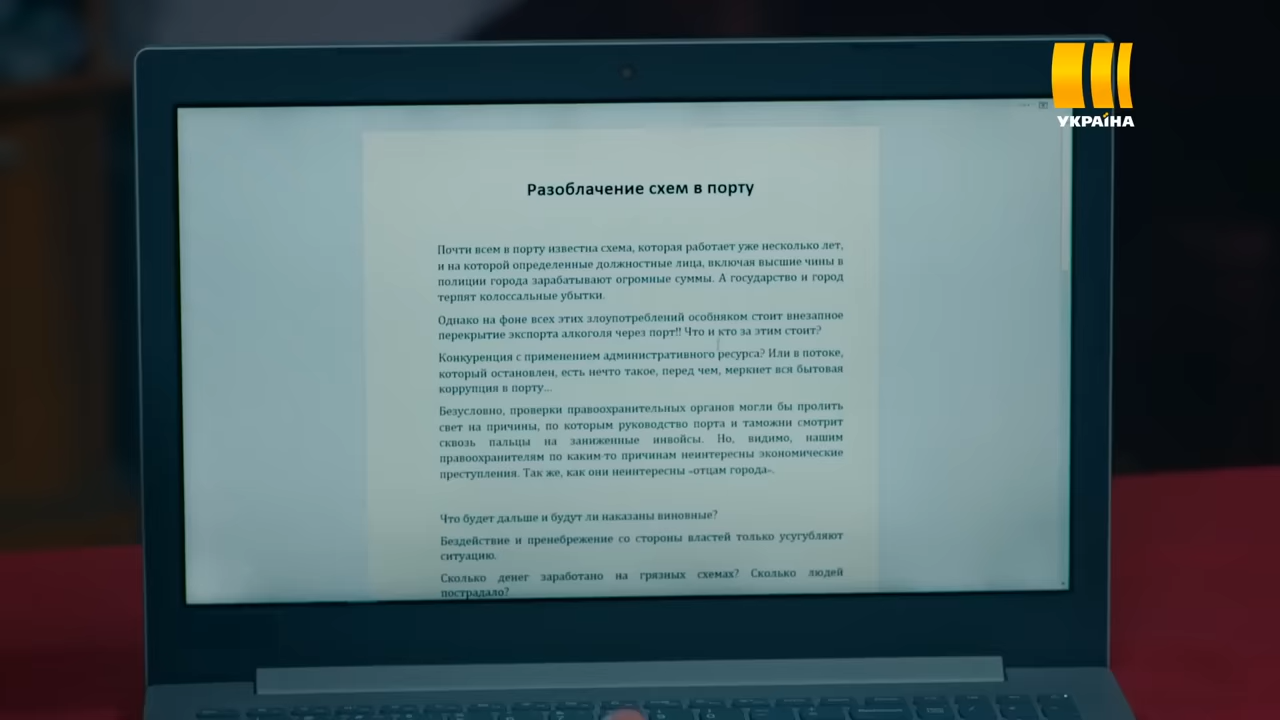 УКРАЇНА
Разоблачение схем в порту
Почти всем в порту известна схема, которая работает уже несколько лет,
и на которой определенные должностные лица, включая высшие чины в
полиции города зарабатывают огромные суммы. А государство и город
терпят колоссальные убытки.
Однако на фоне всех этих злоупотреблений особняком стоит внезапное
перекрытие экспорта алкоголя через порт!! Что и кто за этим стоит?
Конкуренция с применением административного ресурса? Или в потоке,
который остановлен, есть нечто такое, перед чем, меркнет вся бытовая
коррупция в порту...
Безусловно, проверки правоохранительных органов могли бы пролить
свет на причины, по которым руководство порта и таможни смотрит
сквозь пальцы на заниженные инвойсы. Но, видимо, нашим
правоохранителям по каким-то причинам неинтересны экономические
преступления. Так же, как они неинтересны «отцам города».
Что будет дальше и будут ли наказаны виновные?
Бездействие и пренебрежение со стороны властей только усугубляют
ситуацию.
Сколько денег заработано на грязных схемах? Сколько людей
пострадало?